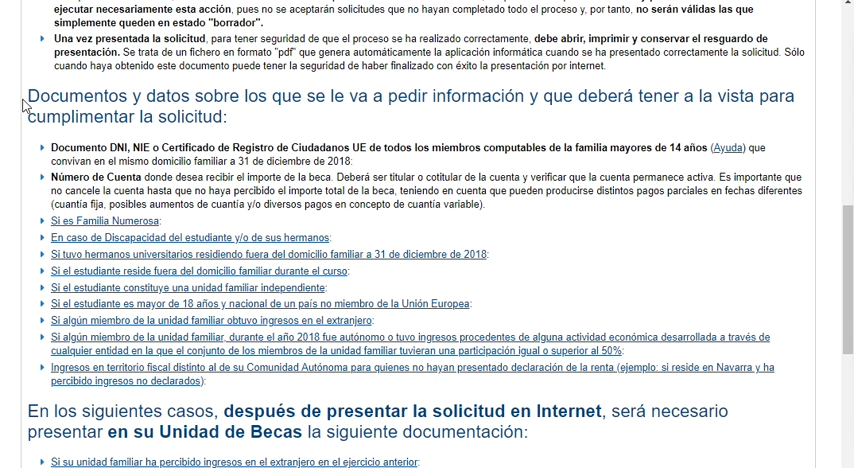 ejecutar necesariamente esta acción, pues no se aceptarán solicitudes que no hayan completado todo el proceso y, por tanto, no serán válidas las que
simplemente queden en estado "borrador".
Una vez presentada la solicitud, para tener seguridad de que el proceso se ha realizado correctamente, debe abrir, imprimir y conservar el resguardo de
presentación. Se trata de un fichero en formato "pdf" que genera automáticamente la aplicación informática cuando se ha presentado correctamente la solicitud. Sólo
cuando haya obtenido este documento puede tener la seguridad de haber finalizado con éxito la presentación por internet.
Documentos y datos sobre los que se le va a pedir información y que deberá tener a la vista para
cumplimentar la solicitud:
Documento DNI, NIE o Certificado de Registro de Ciudadanos UE de todos los miembros computables de la familia mayores de 14 años (Ayuda) que
convivan en el mismo domicilio familiar a 31 de diciembre de 2018:
Número de Cuenta donde desea recibir el importe de la beca. Deberá ser titular o cotitular de la cuenta y verificar que la cuenta permanece activa. Es importante que
no cancele la cuenta hasta que no haya percibido el importe total de la beca, teniendo en cuenta que pueden producirse distintos pagos parciales en fechas diferentes
(cuantía fija, posibles aumentos de cuantía y/o diversos pagos en concepto de cuantía variable).
Si es Familia Numerosa:
En caso de Discapacidad del estudiante y/o de sus hermanos:
Si tuvo hermanos universitarios residiendo fuera del domicilio familiar a 31 de diciembre de 2018:
Si el estudiante reside fuera del domicilio familiar durante el curso:
Si el estudiante constituye una unidad familiar independiente:
Si el estudiante es mayor de 18 años y nacional de un país no miembro de la Unión Europea:
Si algún miembro de la unidad familiar obtuvo ingresos en el extranjero:
Si algún miembro de la unidad familiar, durante el año 2018 fue autónomo o tuvo ingresos procedentes de alguna actividad económica desarrollada a través de
cualquier entidad en la que el conjunto de los miembros de la unidad familiar tuvieran una participación igual o superior al 50%:
Ingresos en territorio fiscal distinto al de su Comunidad Autónoma para quienes no hayan presentado declaración de la renta (ejemplo: si reside en Navarra y ha
percibido ingresos no declarados):
En los siguientes casos, después de presentar la solicitud en Internet, será necesario
presentar en su Unidad de Becas la siguiente documentación:
Si su unidad familiar ha percibido ingresos en el extranjero en el ejercicio anterior: